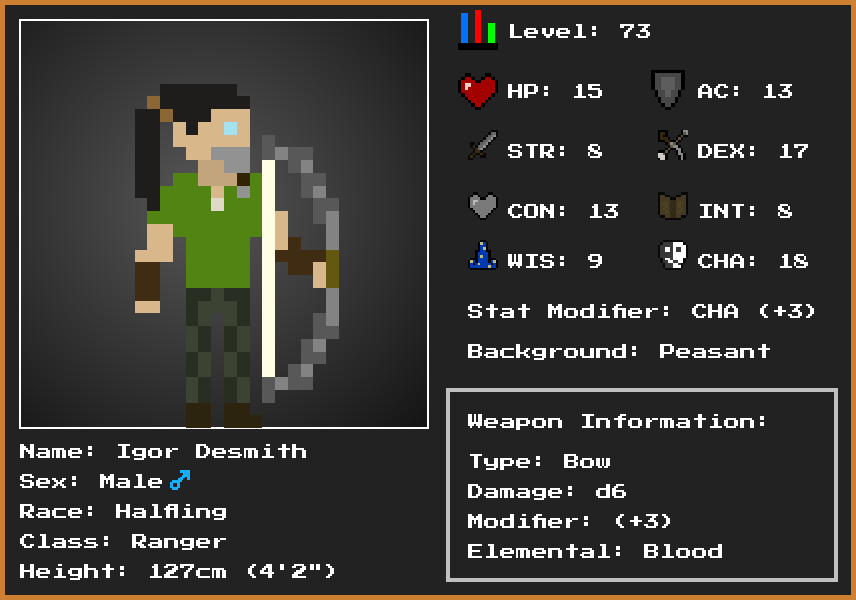 Level: 73
HP: 15 AC: 13
STR: 8 DEX: 17
CON: 13 INT: 8
WIS: 9 CHA: 18
Stat Modifier: CHA (+3)
Background: Peasant
Weapon Information:
Type: Bow
Damage: d6
Modifier: (+3)
Elemental: Blood
Name: Igor Desmith
Sex: Male ♂
Race: Halfling
Class: Ranger
Height: 127cm (4'2")